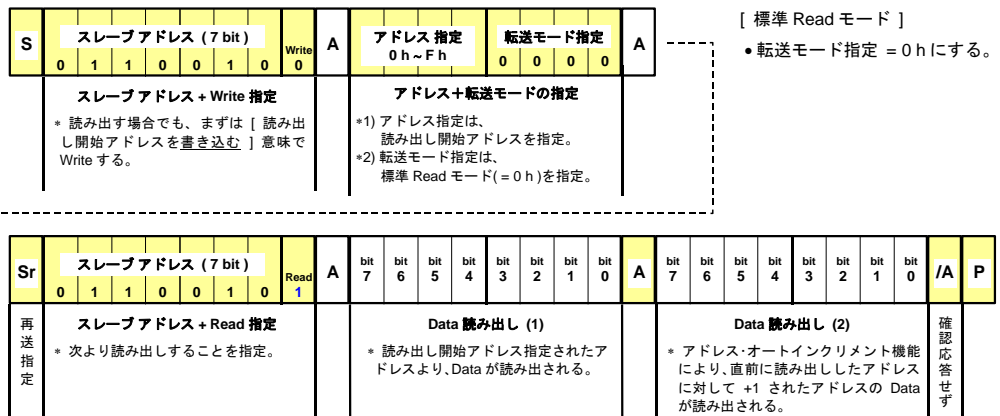 [ 標準 Read モード ]
• 転送モード指定 = 0 h にする。
S スレーブ アドレス ( 7 bit ) Write A アドレス 指定 転送モード指定 A
0 1 1 0 0 1 0 0 0 h ~ F h 0 0 0 0
スレーブ アドレス + Write 指定
* 読み出す場合でも、まずは [ 読み出
し開始アドレスを書き込む ] 意味で
Write する。
アドレス＋転送モードの指定
*1) アドレス指定は、
読み出し開始アドレスを指定。
*2) 転送モード指定は、
標準 Read モード( = 0 h )を指定。
Sr スレーブ アドレス ( 7 bit ) Read A bit 7 bit 6 bit 5 bit 4 bit 3 bit 2 bit 1 bit 0 A bit 7 bit 6 bit 5 bit 4 bit 3 bit 2 bit 1 bit 0 /A P
0 1 1 0 0 1 0 1
再送指定
スレーブ アドレス + Read 指定
* 次より読み出しすることを指定。
Data 読み出し (1)
* 読み出し開始アドレス指定されたア
ドレスより、Data が読み出される。
Data 読み出し (2)
* アドレス・オートインクリメント機能
により、直前に読み出ししたアドレス
に対して +1 されたアドレスの Data
が読み出される。
確認応答せず